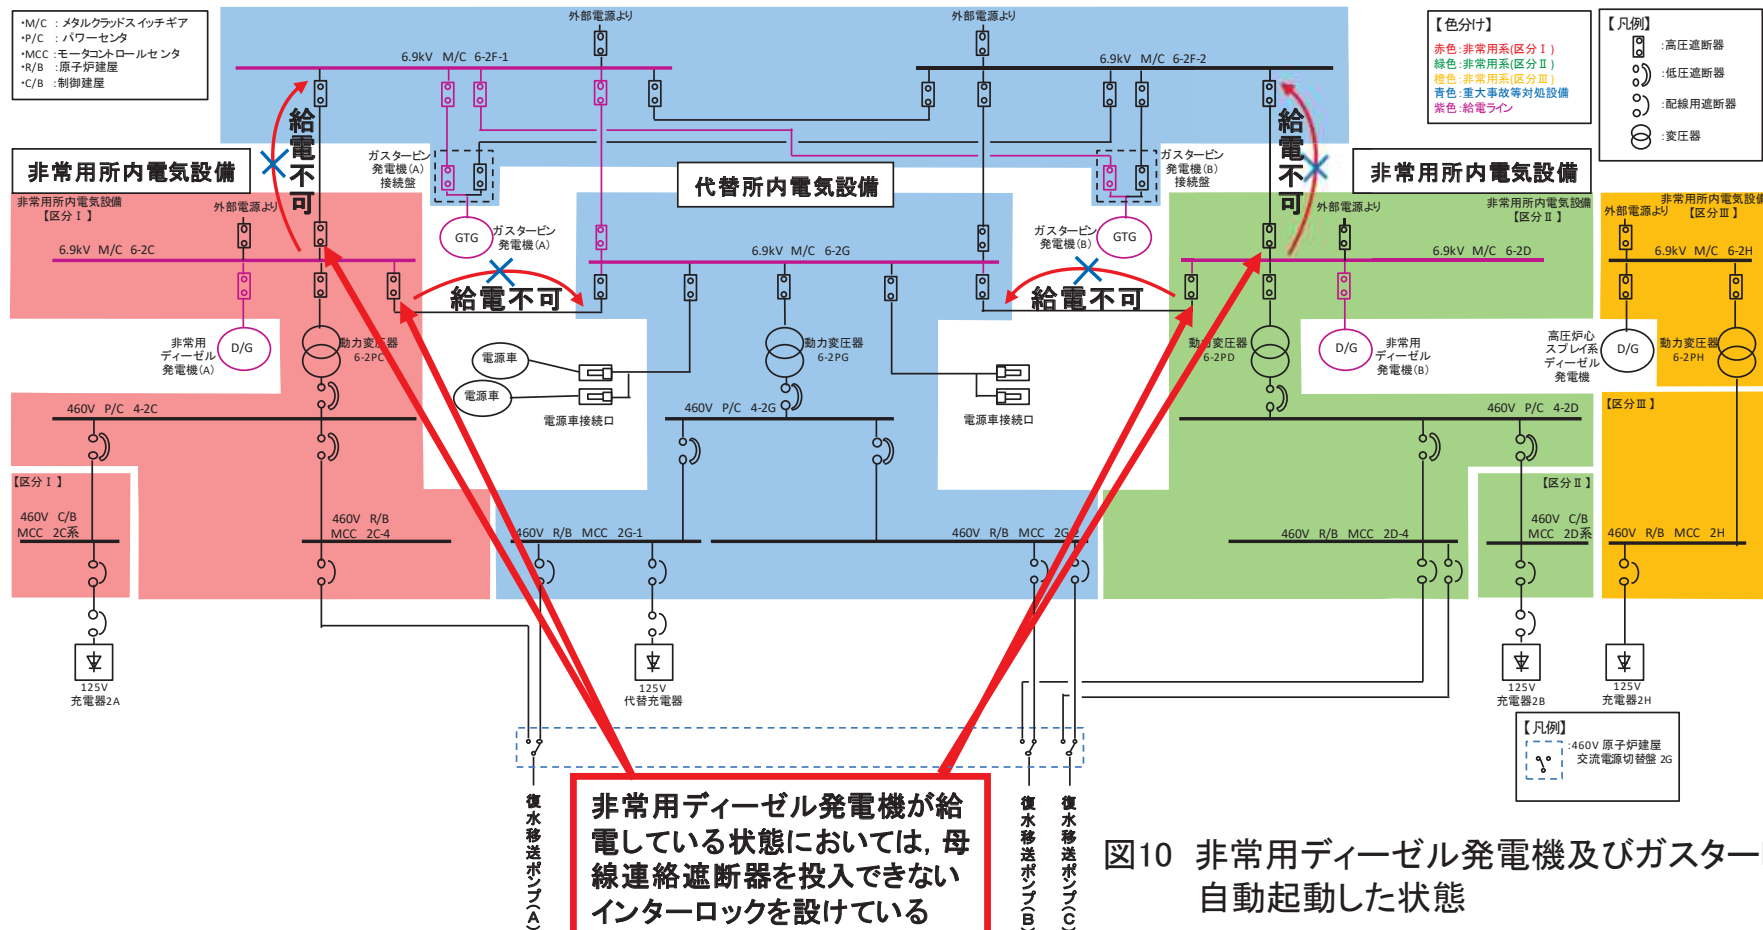 ・M/C ：メタルクラッドスイッチギア
・P/C ：パワーセンタ
・MCC：モータコントロールセンタ
・R/B ：原子炉建屋
・C/B ：制御建屋
外部電源より
外部電源より
6.9kV M/C 6-2F-1
6.9kV M/C 6-2F-2
【色分け】
赤色：非常用系(区分Ⅰ)
緑色：非常用系(区分Ⅱ)
橙色：非常用系(区分Ⅲ)
青色：重大事故等対処設備
紫色：給電ライン
【凡例】
：高圧遮断器
：低圧遮断器
：配線用遮断器
：変圧器
給電不可
給電不可
ガスタービン
発電機(A)
接続盤
ガスタービン
発電機(B)
接続盤
非常用所内電気設備
代替所内電気設備
非常用所内電気設備
非常用所内電気設備
【区分Ⅰ】
外部電源より
GTG
ガスタービン
発電機(A)
ガスタービン
発電機(B)
GTG
外部電源より
非常用所内電気設備
【区分Ⅱ】
外部電源より
非常用所内電気設備
【区分Ⅲ】
6.9kV M/C 6-2C
6.9kV M/C 6-2G
6.9kV M/C 6-2D
6.9kV M/C 6-2H
給電不可
給電不可
非常用
ディーゼル
発電機(A)
D/G
動力変圧器
6-2PC
電源車
電源車
電源車接続口
動力変圧器
6-2PG
電源車接続口
動力変圧器
6-2PD
D/G
非常用
ディーゼル
発電機(B)
高圧炉心
スプレイ系
ディーゼル
発電機
D/G
動力変圧器
6-2PH
460V P/C 4-2C
460V P/C 4-2G
460V P/C 4-2D
【区分Ⅲ】
【区分Ⅰ】
【区分Ⅱ】
460V C/B
MCC 2C系
460V R/B
MCC 2C-4
460V R/B MCC 2G-1
460V R/B MCC 2G-2
460V R/B MCC 2D-4
460V C/B
MCC 2D系
460V R/B MCC 2H
125V
充電器2A
125V
代替充電器
125V
充電器2B
125V
充電器2H
【凡例】
：460V 原子炉建屋
交流電源切替盤 2G
復水移送ポンプ(A)
復水移送ポンプ(B)
復水移送ポンプ(C)
非常用ディーゼル発電機が給
電している状態においては，母
線連絡遮断器を投入できない
インターロックを設けている
図10 非常用ディーゼル発電機及びガスター
自動起動した状態